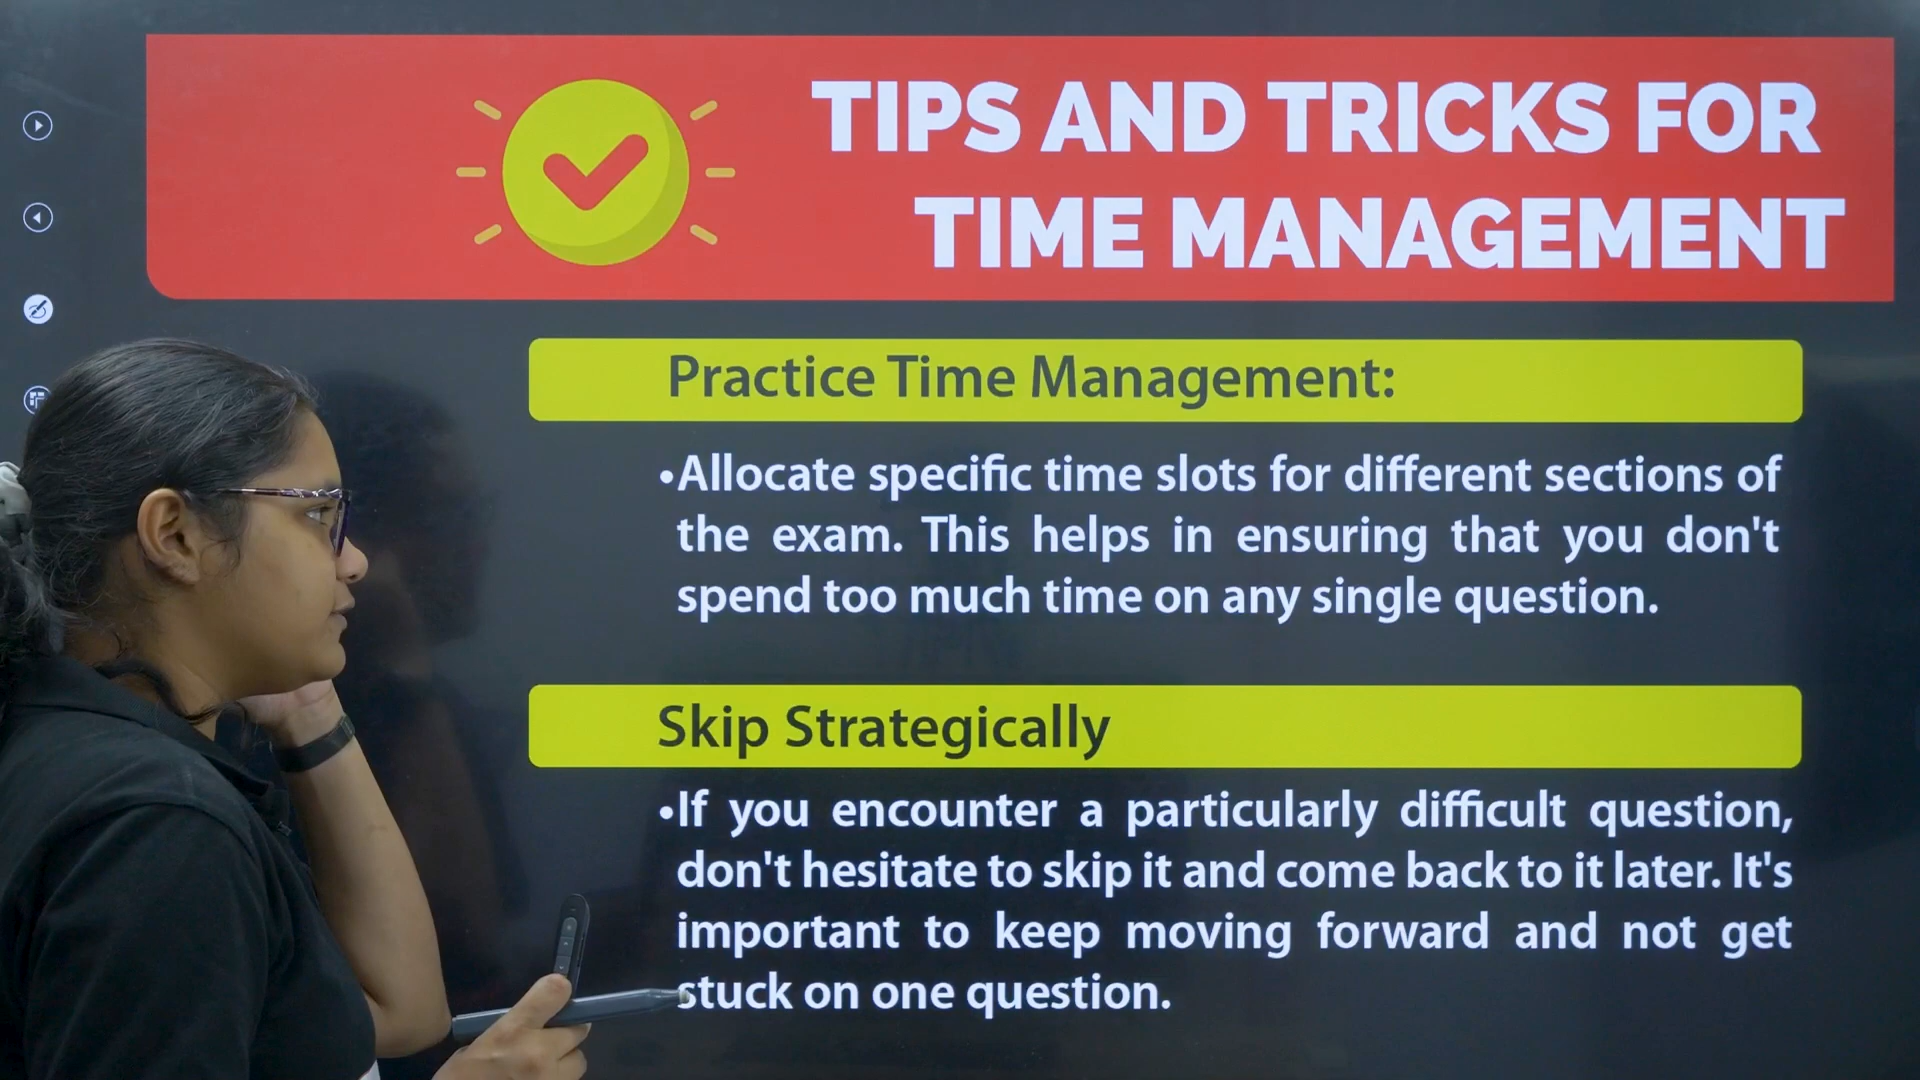 TIPS AND TRICKS FOR
TIME MANAGEMENT
Practice Time Management:
•Allocate specific time slots for different sections of
the exam. This helps in ensuring that you don't
spend too much time on any single question.
Skip Strategically
•If you encounter a particularly difficult question,
don't hesitate to skip it and come back to it later. It's
important to keep moving forward and not get
stuck on one question.